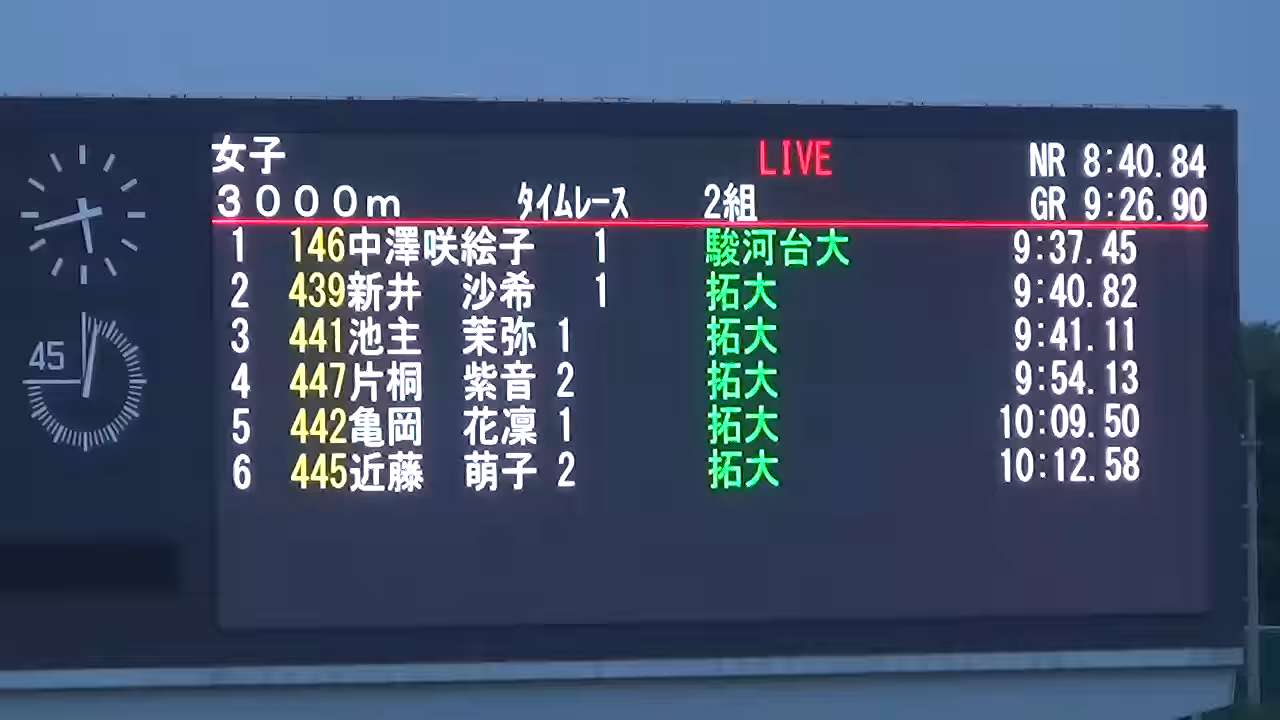 女子 LIVE NR 8:40.84
3000m ﾀｲﾑﾚｰｽ 2組 GR 9:26.90
1 146 中澤咲絵子 1 駿河台大 9:37.45
2 439 新井 沙希 1 拓大 9:40.82
3 441 池主 茉弥 1 拓大 9:41.11
4 447 片桐 紫音 2 拓大 9:54.13
5 442 亀岡 花凜 1 拓大 10:09.50
6 445 近藤 萌子 2 拓大 10:12.58
45